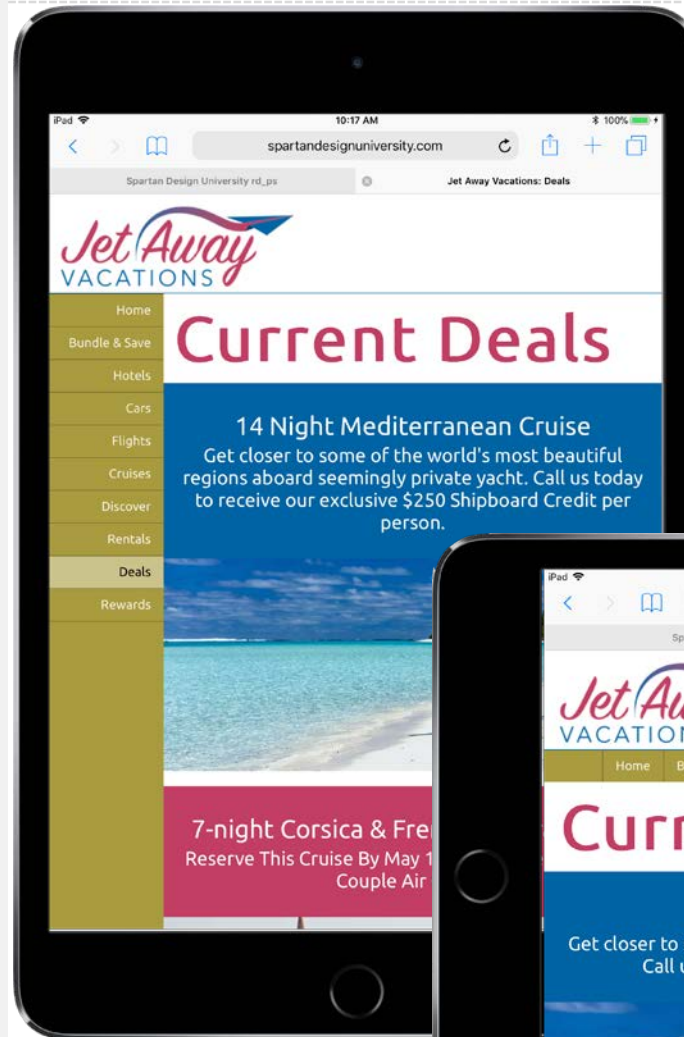 iPad
10:17 AM
100%
spartandesignuniversity.com
Spartan Design University rd_ps
Jet Away Vacations: Deals
Jet Away
VACATIONS
Home
Bundle & Save
Hotels
Cars
Flights
Cruises
Discover
Rentals
Deals
Rewards
Current Deals
14 Night Mediterranean Cruise
Get closer to some of the world's most beautiful
regions aboard seemingly private yacht. Call us today
to receive our exclusive $250 Shipboard Credit per
person.
7-night Corsica & Fre
Reserve This Cruise By May 1
Couple Air
iPad
Sp
Jet Aw
VACATION
Home B
Curr
Get closer to
Call u